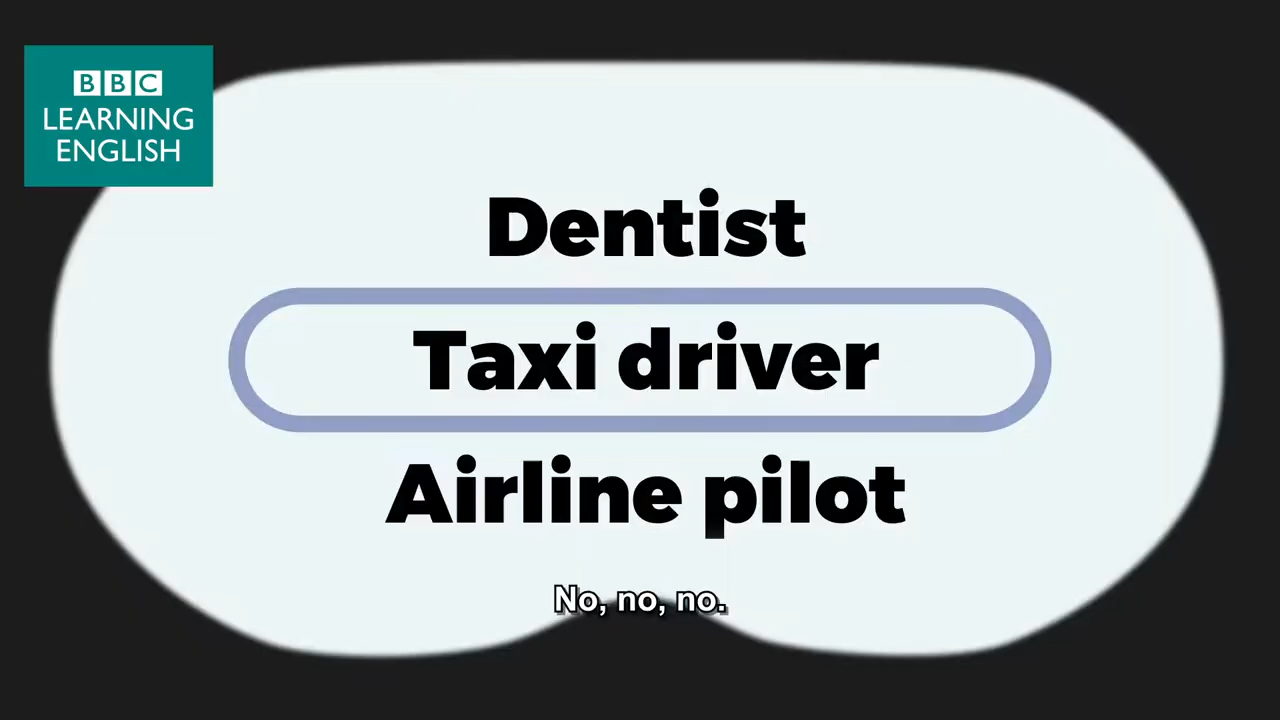 BBC
LEARNING
ENGLISH
Dentist
Taxi driver
Airline pilot
No, no, no.